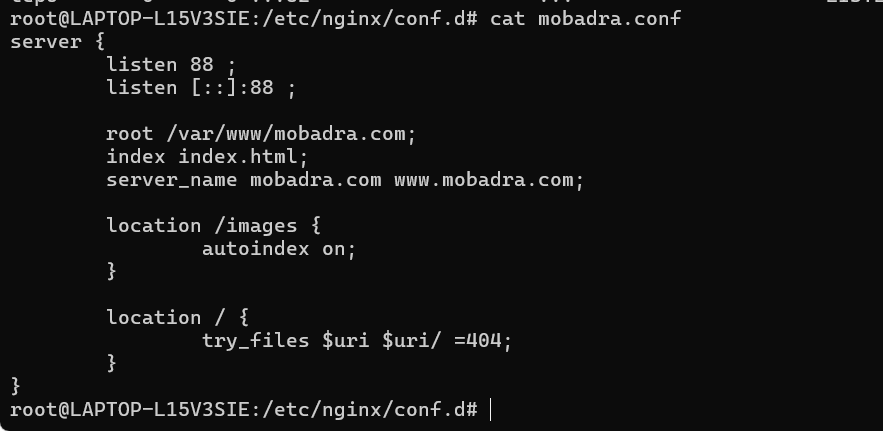 root@LAPTOP-L15V3SIE:/etc/nginx/conf.d# cat mobadra.conf
server {
        listen 88 ;
        listen [::]:88 ;

        root /var/www/mobadra.com;
        index index.html;
        server_name mobadra.com www.mobadra.com;

        location /images {
                autoindex on;
        }

        location / {
                try_files $uri $uri/ =404;
        }
}
root@LAPTOP-L15V3SIE:/etc/nginx/conf.d#